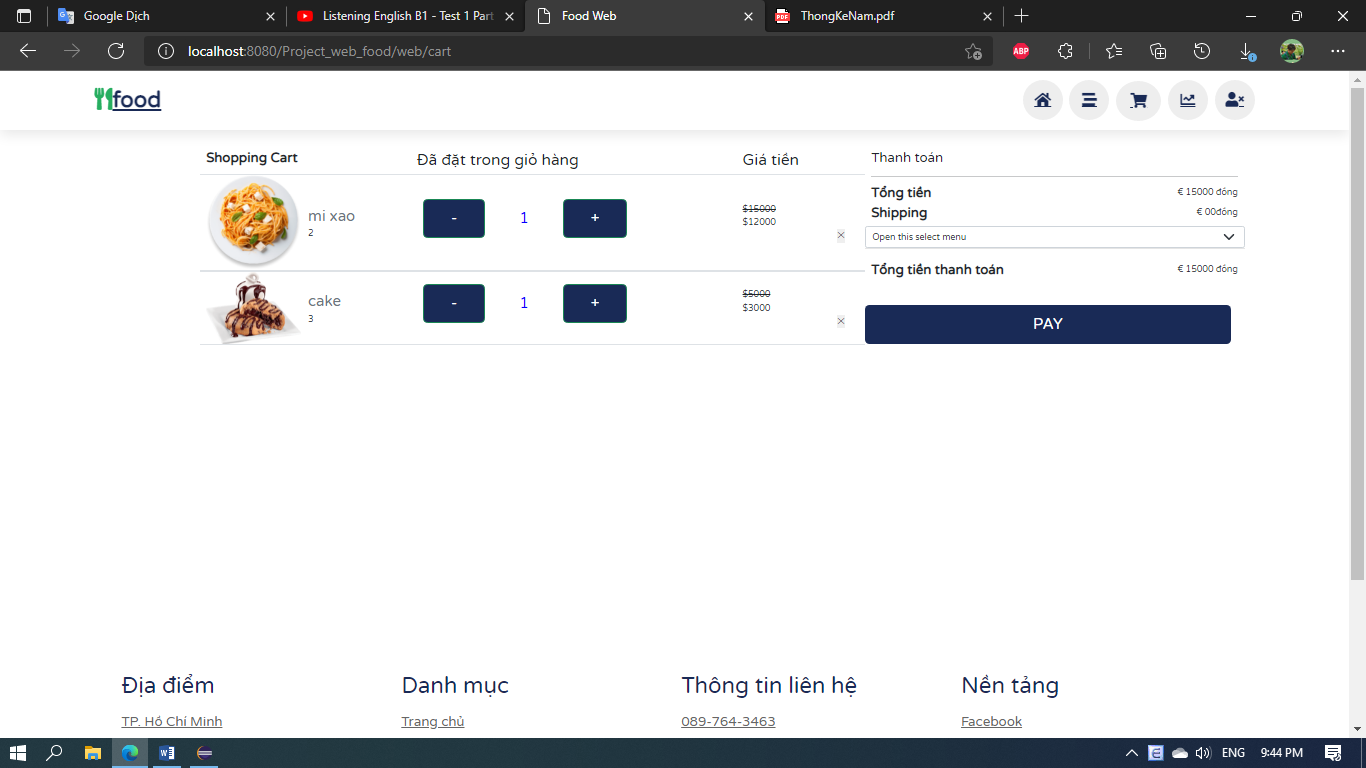 Google Dịch
Listening English B1 - Test 1 Part
Food Web
ThongKeNam.pdf
localhost:8080/Project_web_food/web/cart
ABP
food
Shopping Cart
Đã đặt trong giỏ hàng
Giá tiền
Thanh toán
mi xao
2
-
1
+
$15000
$12000
×
cake
3
-
1
+
$5000
$3000
×
Tổng tiền
€ 15000 đồng
Shipping
€ 00đồng
Open this select menu
Tổng tiền thanh toán
€ 15000 đồng
PAY
Địa điểm
Danh mục
Thông tin liên hệ
Nền tảng
TP. Hồ Chí Minh
Trang chủ
089-764-3463
Facebook
ENG
9:44 PM